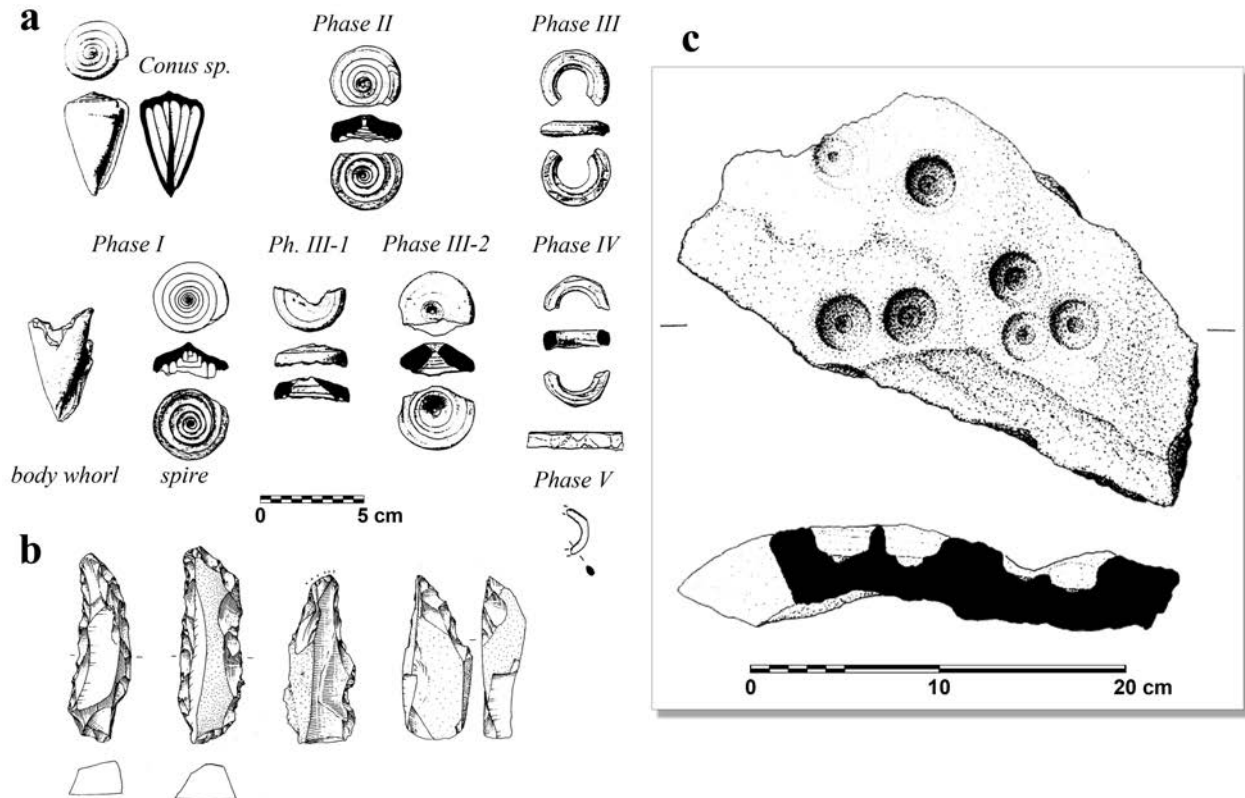 a
Conus sp.
Phase II
Phase III
Phase I
Ph. III-1
Phase III-2
Phase IV
body whorl
spire
0 5 cm
Phase V
b
c
0 10 20 cm